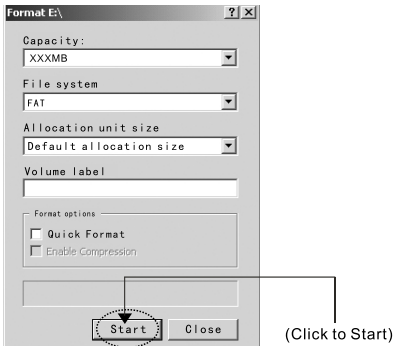 Format E:\
Capacity:
XXXMB
File system
FAT
Allocation unit size
Default allocation size
Volume label
Format options
Quick Format
Enable Compression
Start Close
(Click to Start)